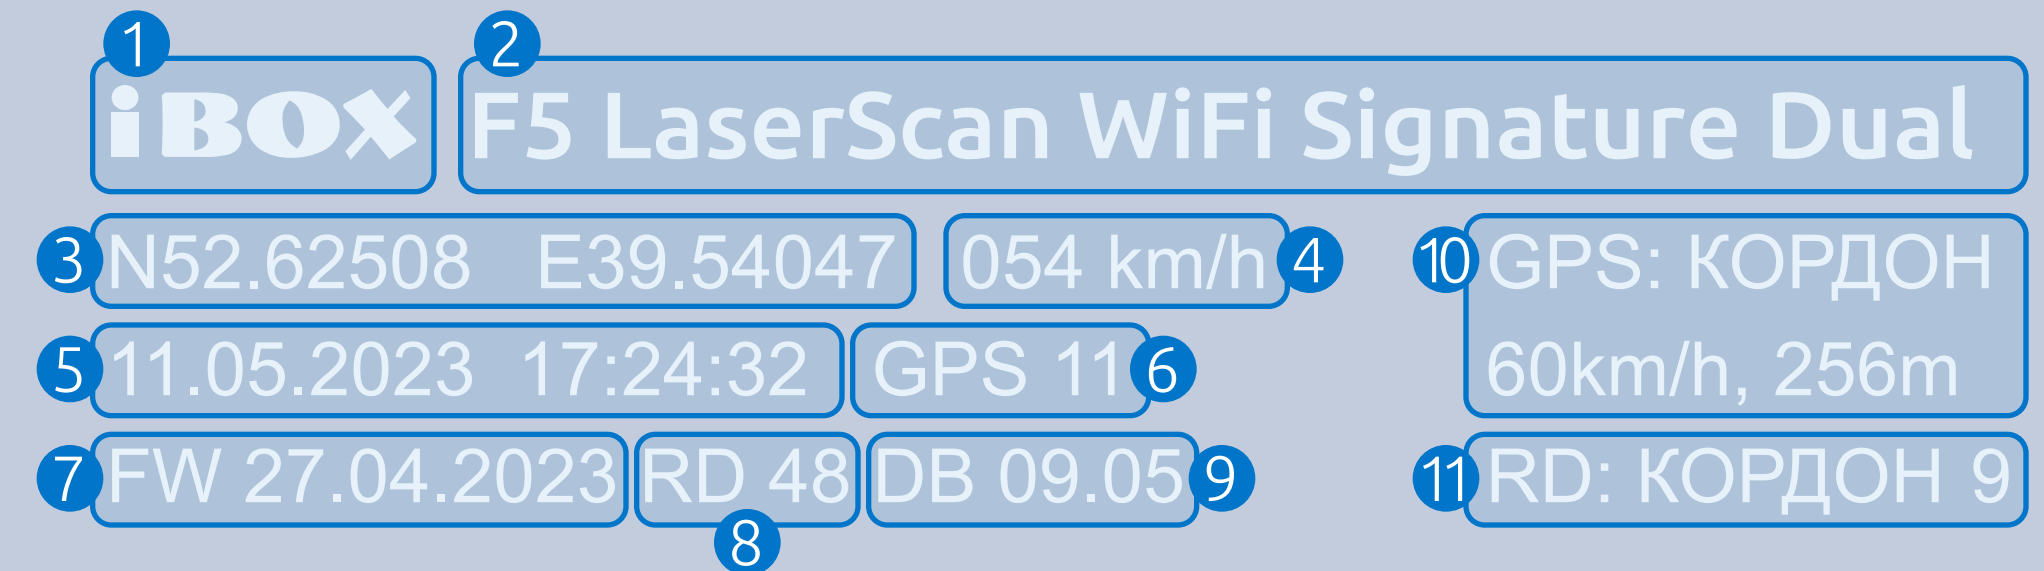 1 2
iBOX F5 LaserScan WiFi Signature Dual
3 N52.62508 E39.54047 054 km/h 4 10 GPS: КОРДОН
5 11.05.2023 17:24:32 GPS 11 6 60km/h, 256m
7 FW 27.04.2023 RD 48 DB 09.05 9 11 RD: КОРДОН 9
8